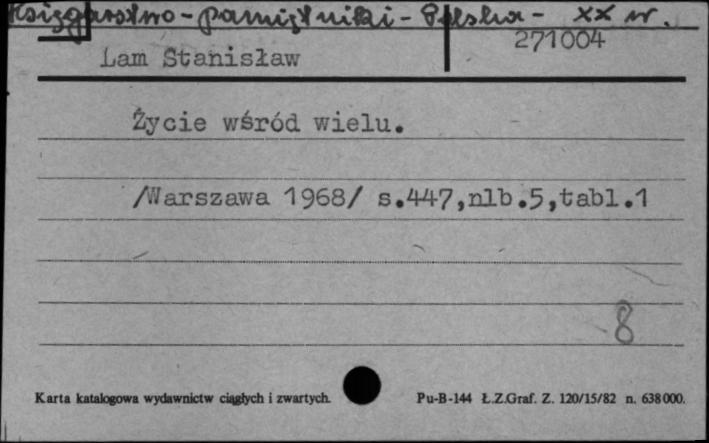 Księgarstwo - pamiętniki - Polska - XX w.
271004
Lam Stanisław
Życie wśród wielu.
/Warszawa 1968/ s.447,nlb.5,tabl.1
8
Karta katalogowa wydawnictw ciągłych i zwartych. Pu-B-144 Ł.Z.Graf. Z. 120/15/82 n. 638000.